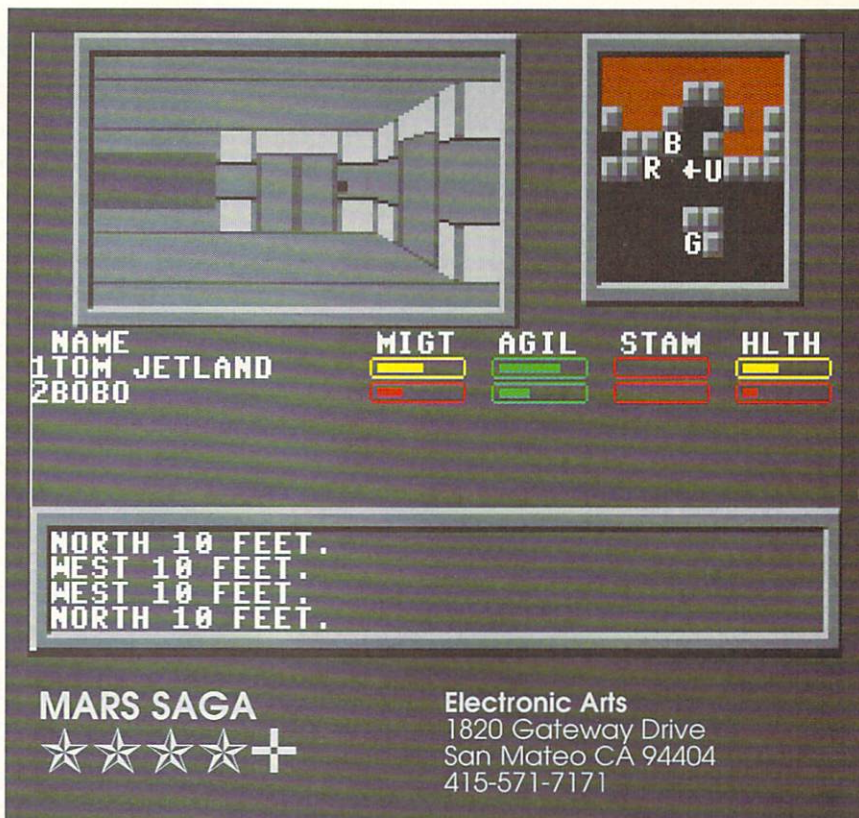 B
R ←U
G
NAME MIGT AGIL STAM HLTH
1TOM JETLAND
2BOBO
NORTH 10 FEET.
WEST 10 FEET.
WEST 10 FEET.
NORTH 10 FEET.
MARS SAGA
Electronic Arts
1820 Gateway Drive
San Mateo CA 94404
415-571-7171